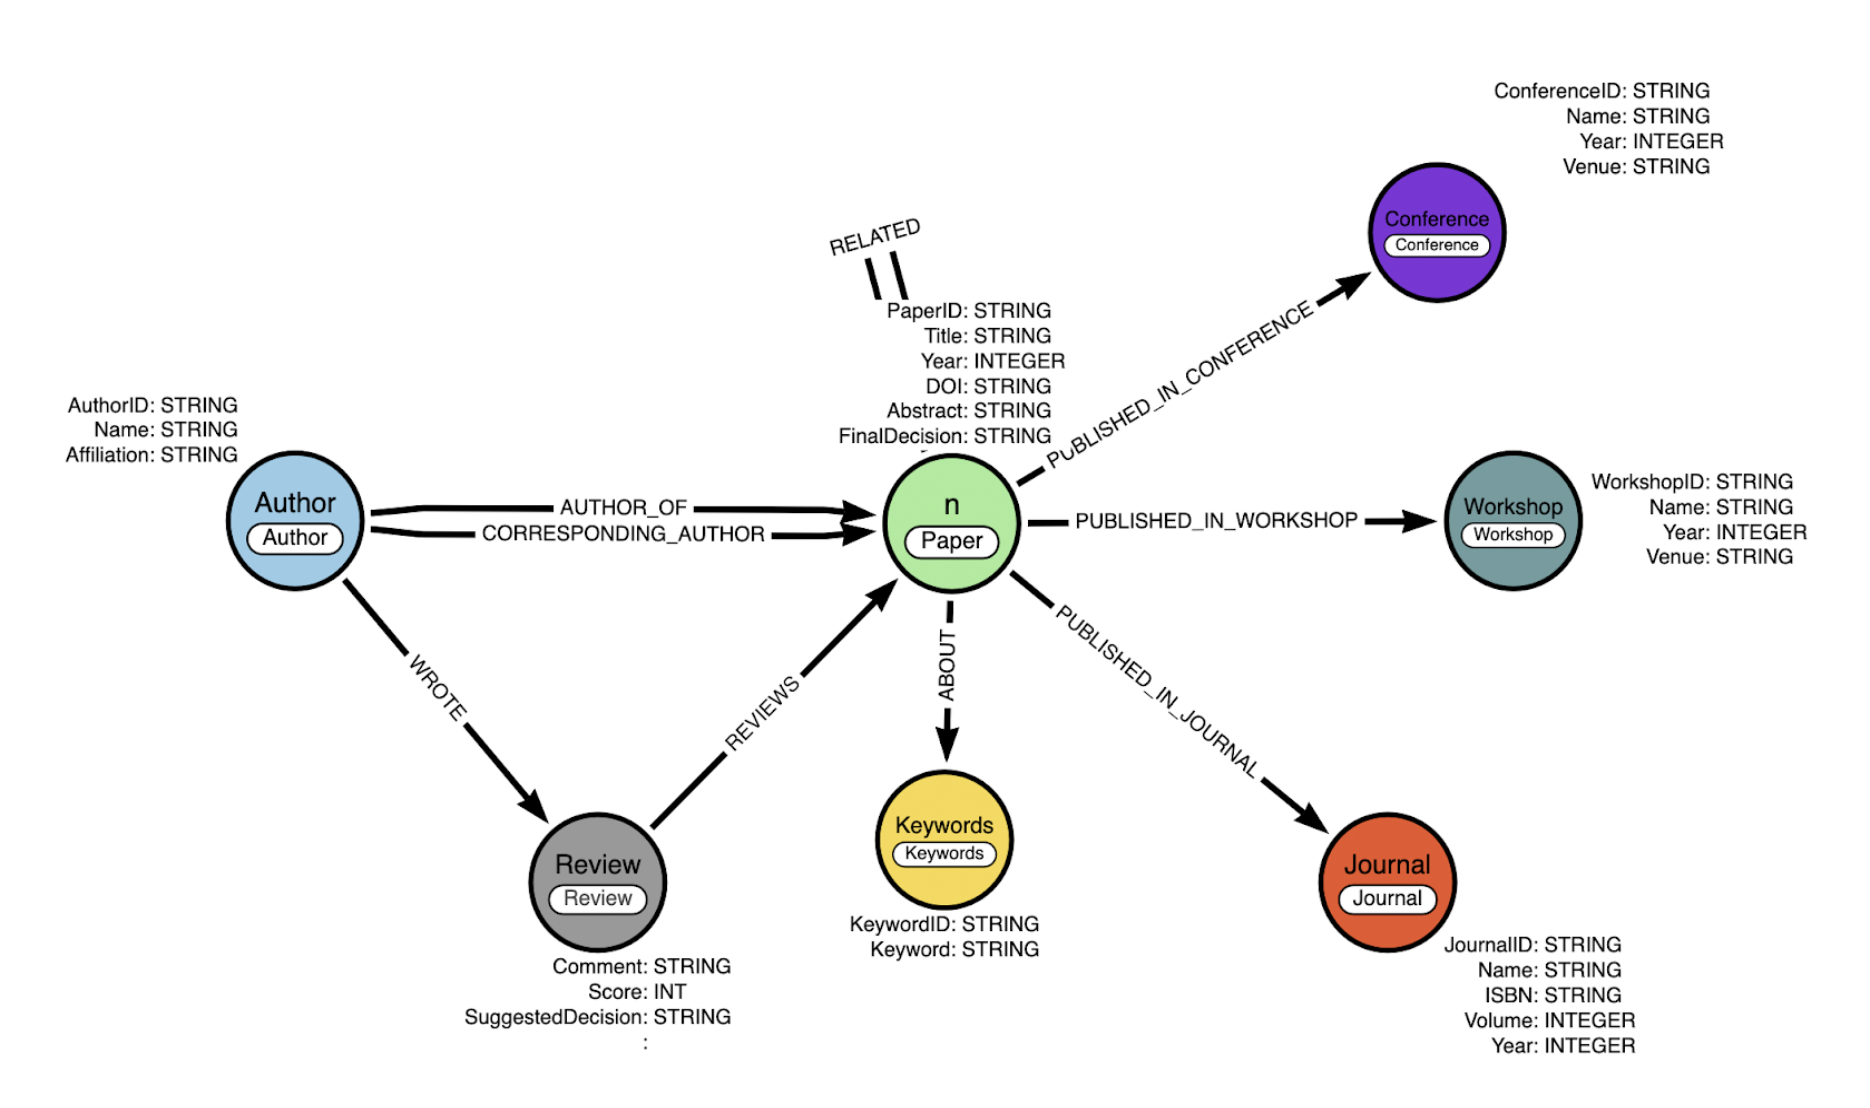 ConferenceID: STRING
Name: STRING
Year: INTEGER
Venue: STRING
Conference
Conference
RELATED
PaperID: STRING
Title: STRING
Year: INTEGER
DOI: STRING
Abstract: STRING
FinalDecision: STRING
PUBLISHED_IN_CONFERENCE
AuthorID: STRING
Name: STRING
Affiliation: STRING
Author
Author
AUTHOR_OF
CORRESPONDING_AUTHOR
n
Paper
PUBLISHED_IN_WORKSHOP
Workshop
Workshop
WorkshopID: STRING
Name: STRING
Year: INTEGER
Venue: STRING
WROTE
REVIEWS
ABOUT
PUBLISHED_IN_JOURNAL
Review
Review
Comment: STRING
Score: INT
SuggestedDecision: STRING
:
Keywords
Keywords
KeywordID: STRING
Keyword: STRING
Journal
Journal
JournalID: STRING
Name: STRING
ISBN: STRING
Volume: INTEGER
Year: INTEGER